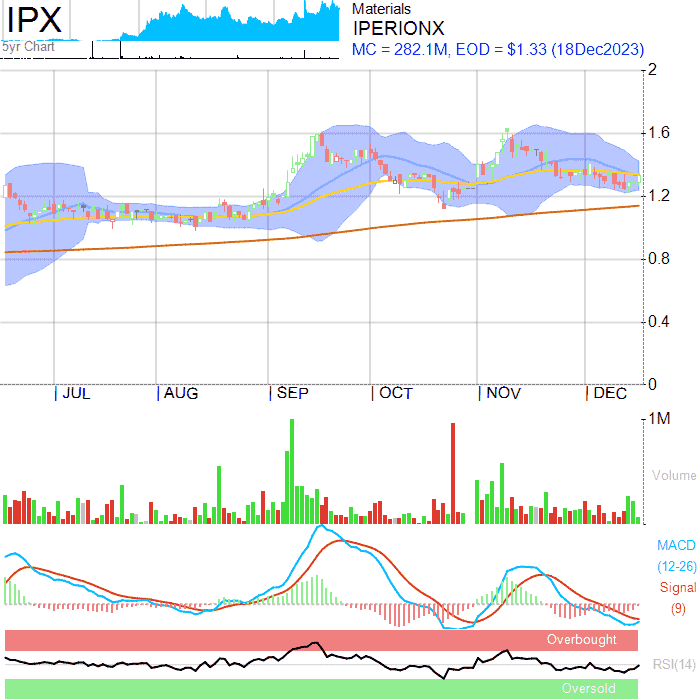 IPX
5yr Chart
Materials
IPERIONX
MC = 282.1M, EOD = $1.33 (18Dec2023)
2
1.6
1.2
0.8
0.4
0
JUL AUG SEP OCT NOV DEC
1M
Volume
MACD
(12-26)
Signal
(9)
Overbought
RSI(14)
Oversold